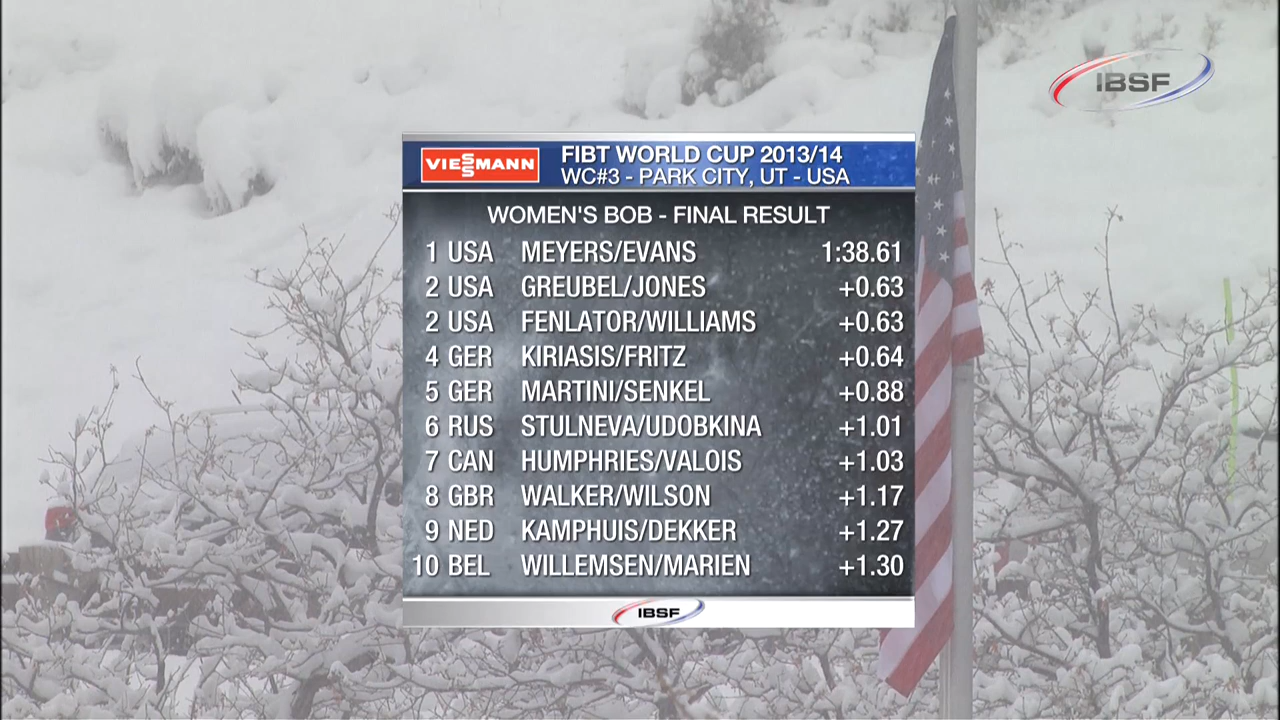 IBSF
VIESSMANN
FIBT WORLD CUP 2013/14
WC#3 - PARK CITY, UT - USA
WOMEN'S BOB - FINAL RESULT
1 USA MEYERS/EVANS 1:38.61
2 USA GREUBEL/JONES +0.63
2 USA FENLATOR/WILLIAMS +0.63
4 GER KIRIASIS/FRITZ +0.64
5 GER MARTINI/SENKEL +0.88
6 RUS STULNEVA/UDOBKINA +1.01
7 CAN HUMPHRIES/VALOIS +1.03
8 GBR WALKER/WILSON +1.17
9 NED KAMPHUIS/DEKKER +1.27
10 BEL WILLEMSEN/MARIEN +1.30
IBSF